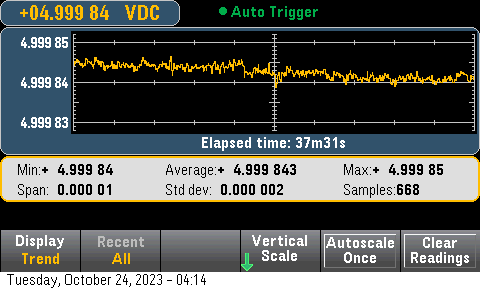 +04.999 84 VDC
Auto Trigger
4.999 85
4.999 84
4.999 83
Elapsed time: 37m31s
Min:+ 4.999 84 Average:+ 4.999 843 Max:+ 4.999 85
Span: 0.000 01 Std dev: 0.000 002 Samples:668
Display
Trend
Recent
All
Vertical
Scale
Autoscale
Once
Clear
Readings
Tuesday, October 24, 2023 - 04:14